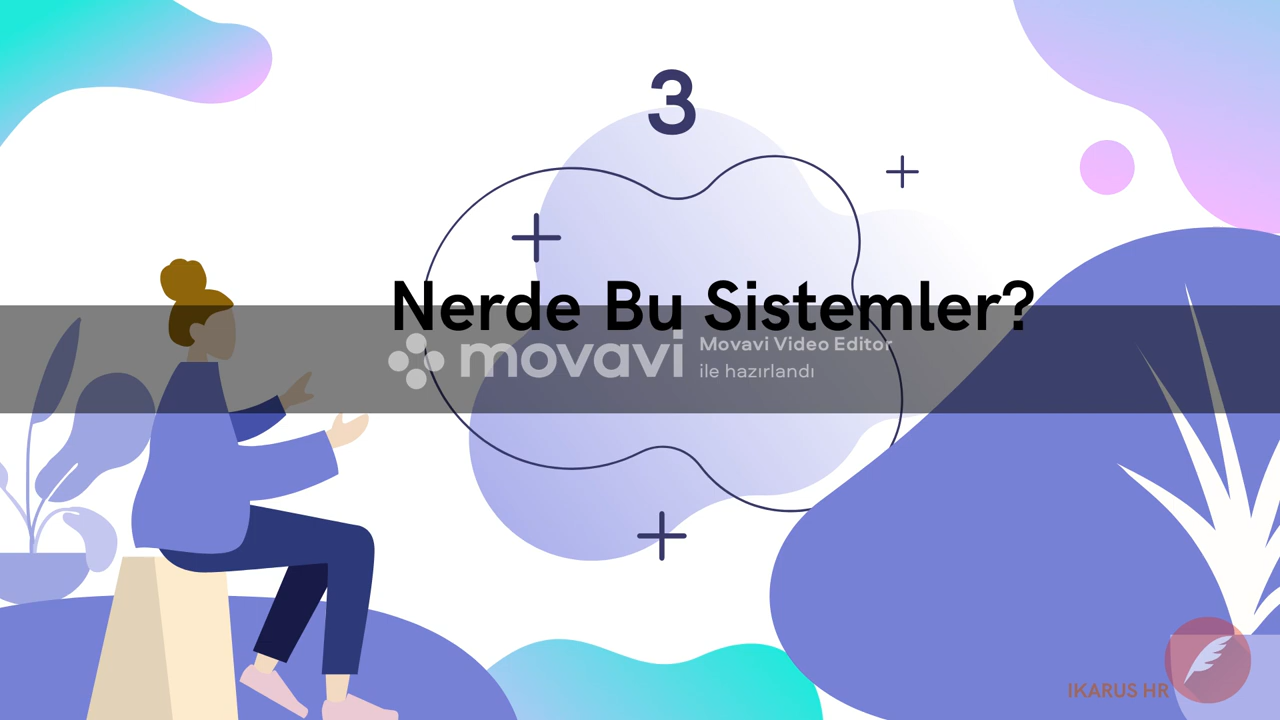 3
Nerde Bu Sistemler?
movavi
Movavi Video Editor
ile hazırlandı
IKARUS HR